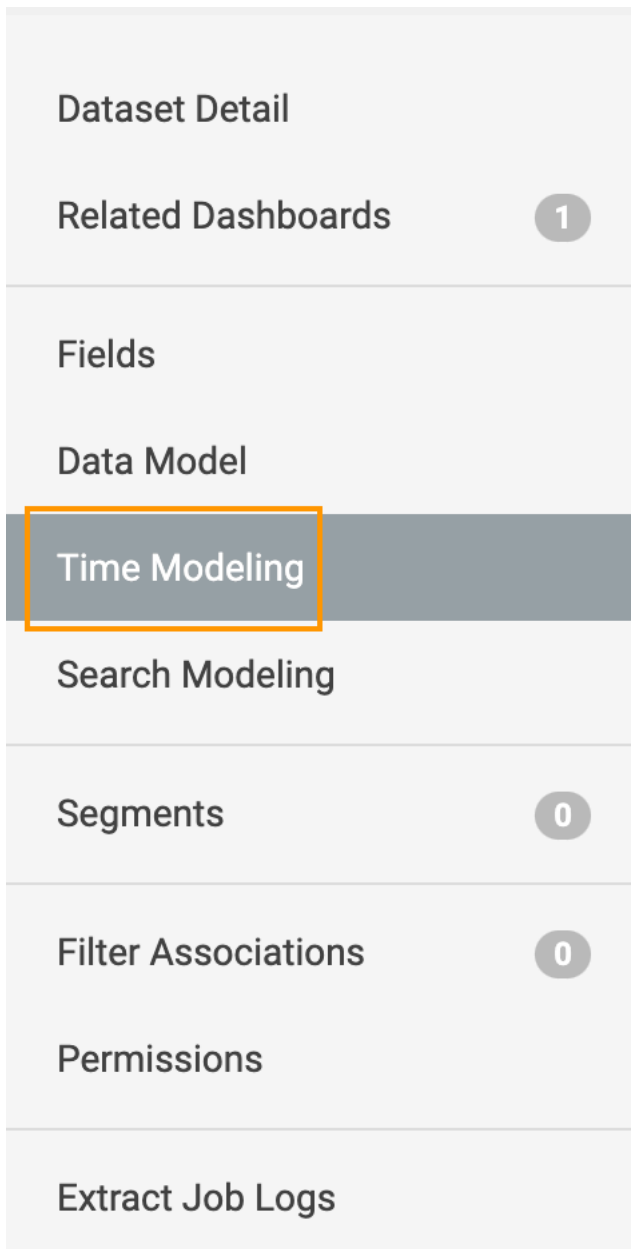 Dataset Detail
Related Dashboards 1
Fields
Data Model
Time Modeling
Search Modeling
Segments 0
Filter Associations 0
Permissions
Extract Job Logs